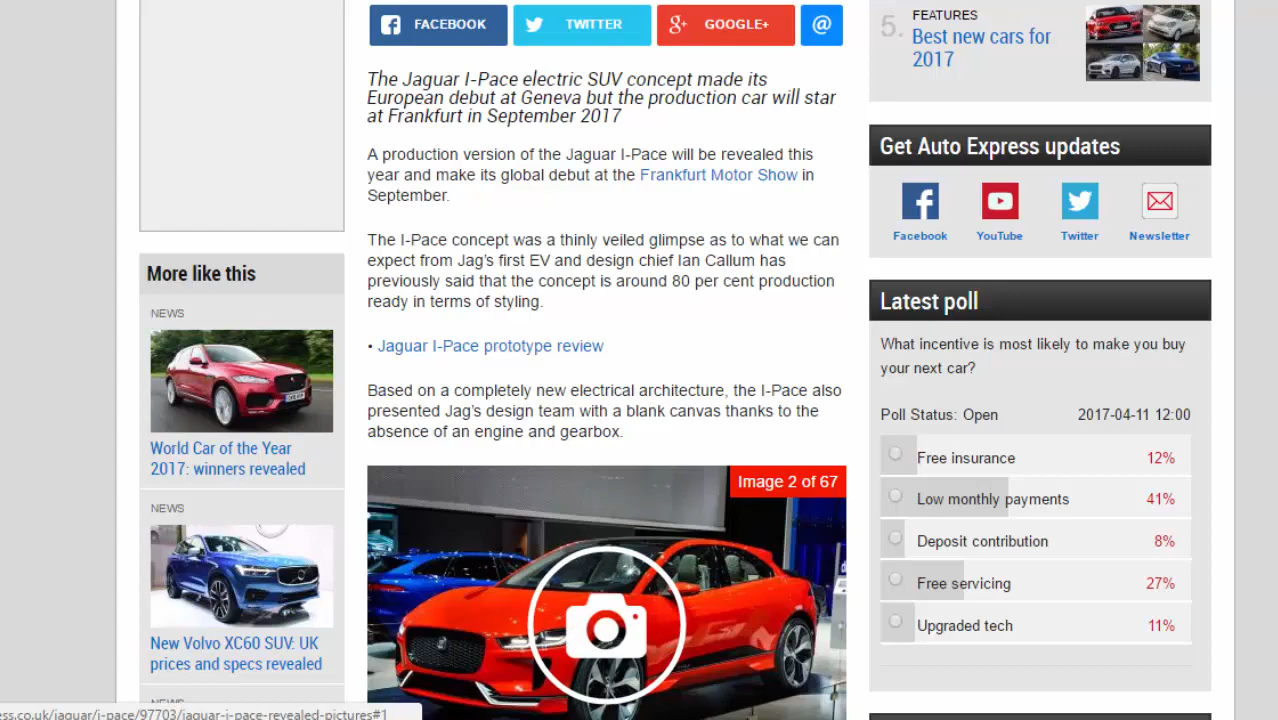 FACEBOOK
TWITTER
GOOGLE+
@
The Jaguar I-Pace electric SUV concept made its
European debut at Geneva but the production car will star
at Frankfurt in September 2017
A production version of the Jaguar I-Pace will be revealed this
year and make its global debut at the Frankfurt Motor Show in
September.
The I-Pace concept was a thinly veiled glimpse as to what we can
expect from Jag's first EV and design chief Ian Callum has
previously said that the concept is around 80 per cent production
ready in terms of styling.
• Jaguar I-Pace prototype review
Based on a completely new electrical architecture, the I-Pace also
presented Jag's design team with a blank canvas thanks to the
absence of an engine and gearbox.
Image 2 of 67
More like this
NEWS
World Car of the Year
2017: winners revealed
NEWS
New Volvo XC60 SUV: UK
prices and specs revealed
NEWS
ess.co.uk/jaguar/i-pace/97703/jaguar-i-pace-revealed-pictures#1
5.
FEATURES
Best new cars for
2017
Get Auto Express updates
Facebook
YouTube
Twitter
Newsletter
Latest poll
What incentive is most likely to make you buy
your next car?
Poll Status: Open 2017-04-11 12:00
Free insurance 12%
Low monthly payments 41%
Deposit contribution 8%
Free servicing 27%
Upgraded tech 11%